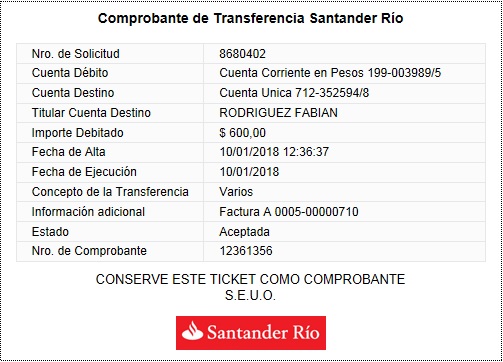 Comprobante de Transferencia Santander Río
Nro. de Solicitud 8680402
Cuenta Débito Cuenta Corriente en Pesos 199-003989/5
Cuenta Destino Cuenta Unica 712-352594/8
Titular Cuenta Destino RODRIGUEZ FABIAN
Importe Debitado $ 600,00
Fecha de Alta 10/01/2018 12:36:37
Fecha de Ejecución 10/01/2018
Concepto de la Transferencia Varios
Información adicional Factura A 0005-00000710
Estado Aceptada
Nro. de Comprobante 12361356
CONSERVE ESTE TICKET COMO COMPROBANTE
S.E.U.O.
Santander Río